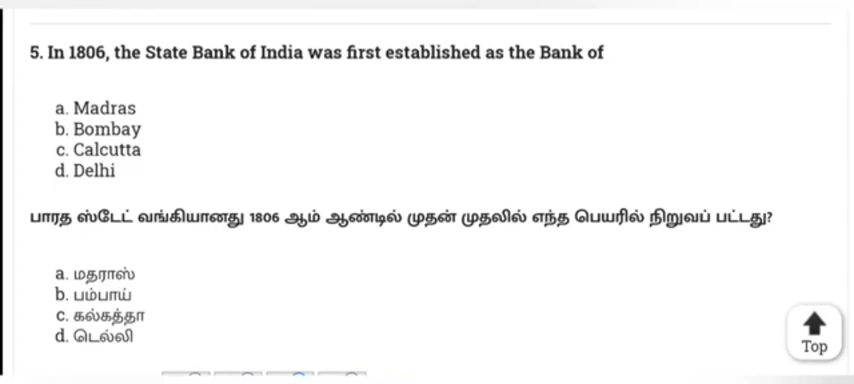 5. In 1806, the State Bank of India was first established as the Bank of
a. Madras
b. Bombay
c. Calcutta
d. Delhi
பாரத ஸ்டேட் வங்கியானது 1806 ஆம் ஆண்டில் முதன் முதலில் எந்த பெயரில் நிறுவப் பட்டது?
a. மதராஸ்
b. பம்பாய்
c. கல்கத்தா
d. டெல்லி
Top